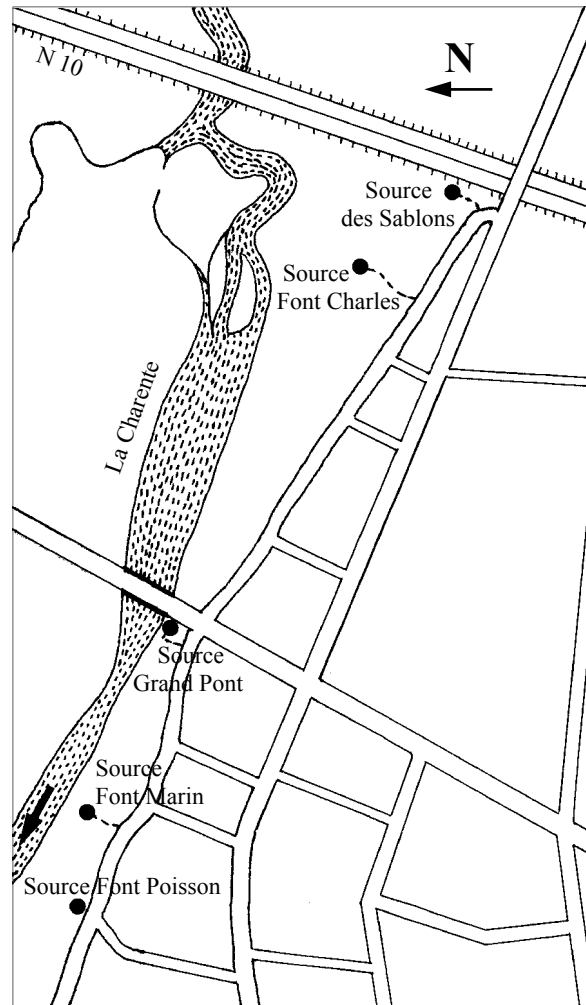 N 10
N
Source
des Sablons
Source
Font Charles
La Charente
Source
Grand Pont
Source
Font Marin
Source Font Poisson